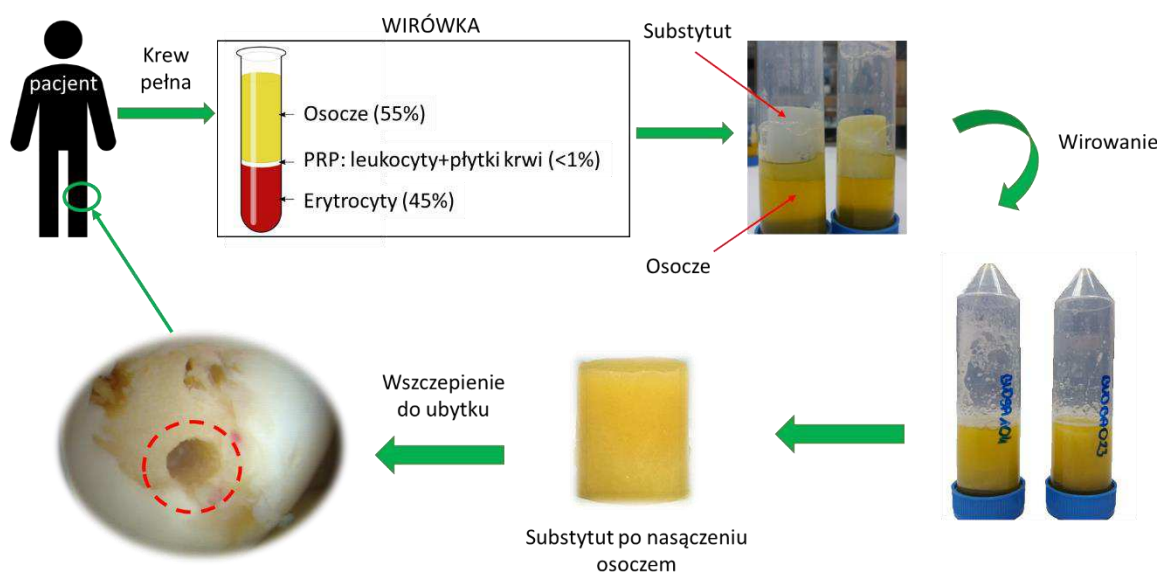 WIRÓWKA
pacjent
Krew
pełna
Osocze (55%)
PRP: leukocyty+płytki krwi (<1%)
Erytrocyty (45%)
Substytut
Osocze
Wirowanie
Wszczepienie
do ubytku
Substytut po nasączeniu
osoczem